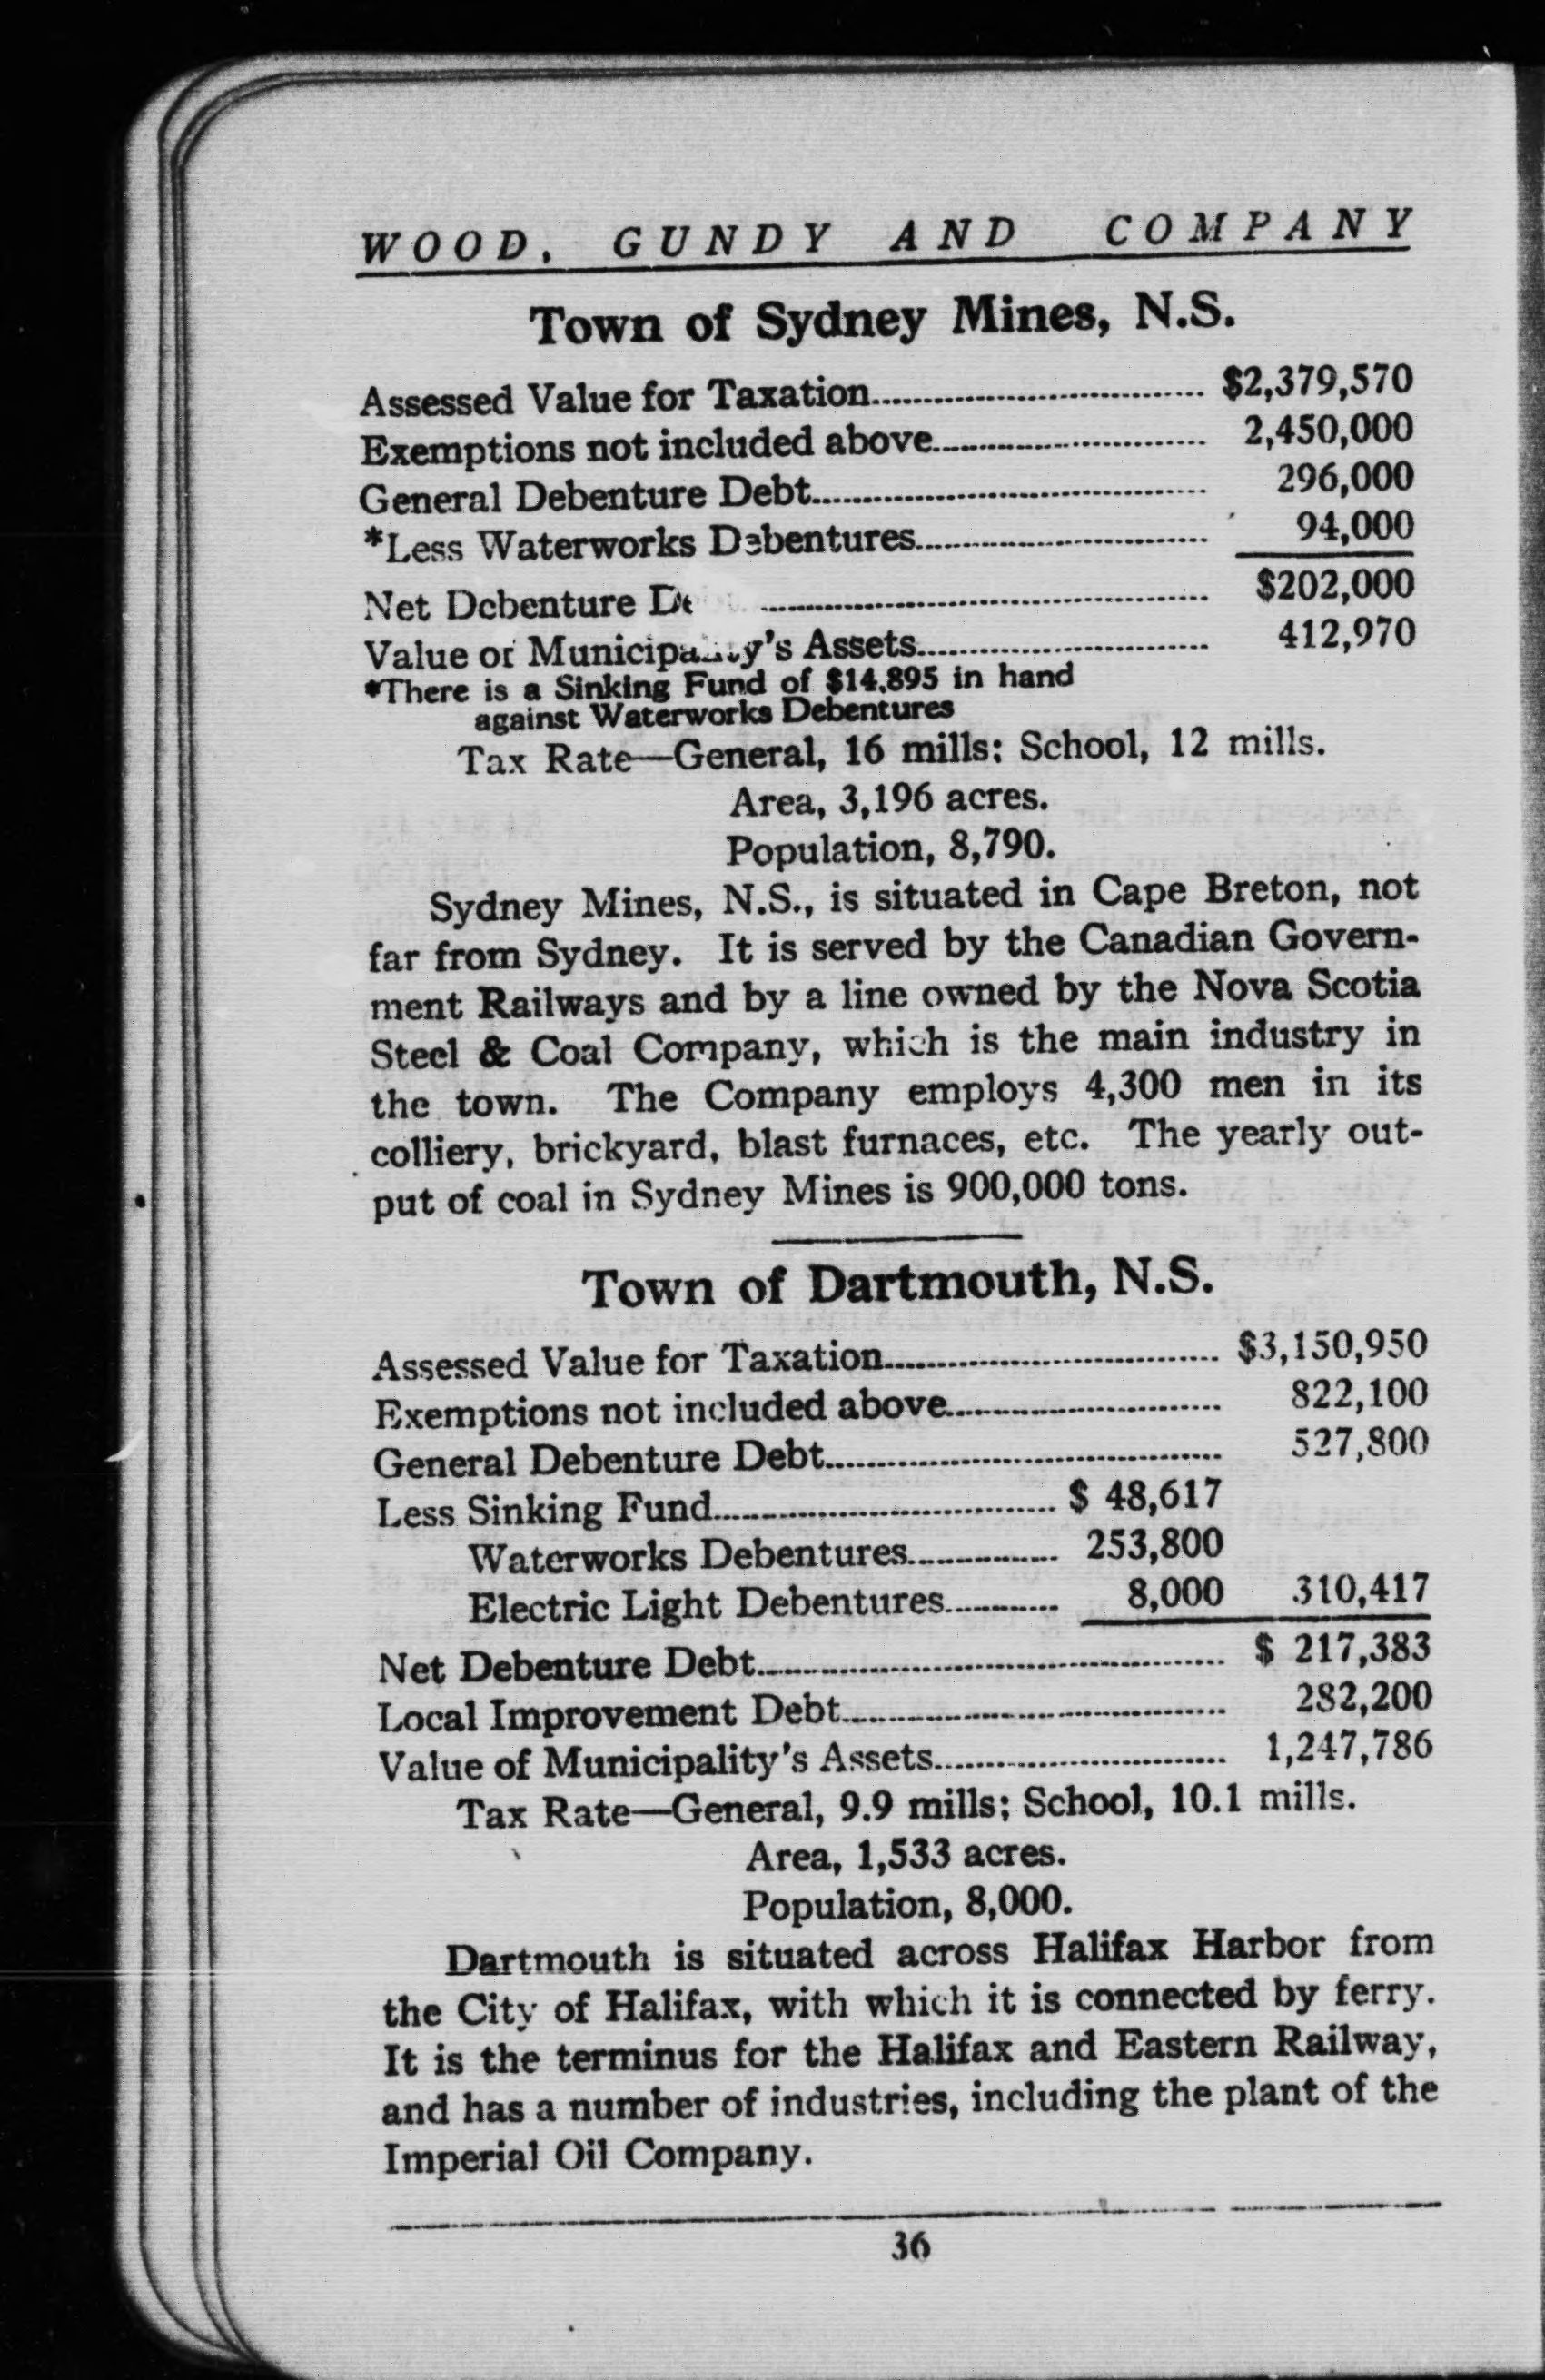 WOOD, GUNDY AND COMPANY
Town of Sydney Mines, N.S.
Assessed Value for Taxation................................ $2,379,570
Exemptions not included above.......................... 2,450,000
General Debenture Debt...................................... 296,000
*Less Waterworks Debentures............................ 94,000
Net Debenture ........................................... $202,000
Value of Municipality's Assets............................ 412,970
*There is a Sinking Fund of $14,895 in hand
against Waterworks Debentures
Tax Rate—General, 16 mills; School, 12 mills.
Area, 3,196 acres.
Population, 8,790.
Sydney Mines, N.S., is situated in Cape Breton, not
far from Sydney. It is served by the Canadian Govern-
ment Railways and by a line owned by the Nova Scotia
Steel & Coal Company, which is the main industry in
the town. The Company employs 4,300 men in its
colliery, brickyard, blast furnaces, etc. The yearly out-
put of coal in Sydney Mines is 900,000 tons.
Town of Dartmouth, N.S.
Assessed Value for Taxation................................ $3,150,950
Exemptions not included above.......................... 822,100
General Debenture Debt...................................... 527,800
Less Sinking Fund................................. $ 48,617
Waterworks Debentures............... 253,800
Electric Light Debentures........... 8,000 310,417
Net Debenture Debt............................................. $ 217,383
Local Improvement Debt..................................... 282,200
Value of Municipality's Assets............................ 1,247,786
Tax Rate—General, 9.9 mills; School, 10.1 mills.
Area, 1,533 acres.
Population, 8,000.
Dartmouth is situated across Halifax Harbor from
the City of Halifax, with which it is connected by ferry.
It is the terminus for the Halifax and Eastern Railway,
and has a number of industries, including the plant of the
Imperial Oil Company.
36